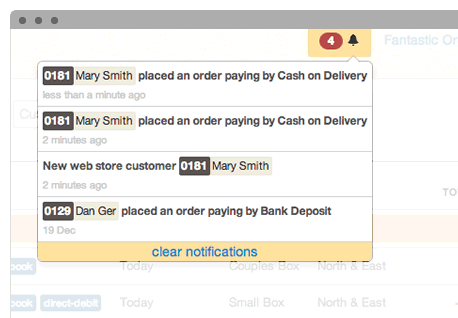 4 Fantastic Or
0181 Mary Smith placed an order paying by Cash on Delivery
less than a minute ago
0181 Mary Smith placed an order paying by Cash on Delivery
2 minutes ago
New web store customer 0181 Mary Smith
2 minutes ago
0129 Dan Ger placed an order paying by Bank Deposit
19 Dec
clear notifications
Cu
TO
book Today Couples Box North & East
book direct-debit Today Small Box North & East